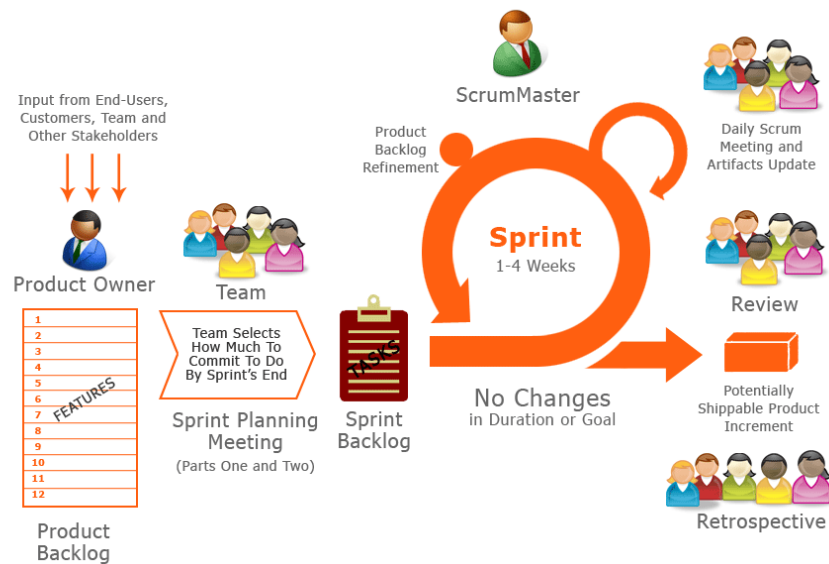 Input from End-Users,
Customers, Team and
Other Stakeholders
Product Owner
1
2
3
4
5
6
7
8
9
10
11
12
FEATURES
Product
Backlog
Team
Team Selects
How Much To
Commit To Do
By Sprint's End
Sprint Planning
Meeting
(Parts One and Two)
TASKS
Sprint
Backlog
ScrumMaster
Product
Backlog
Refinement
Sprint
1-4 Weeks
No Changes
in Duration or Goal
Daily Scrum
Meeting and
Artifacts Update
Review
Potentially
Shippable Product
Increment
Retrospective